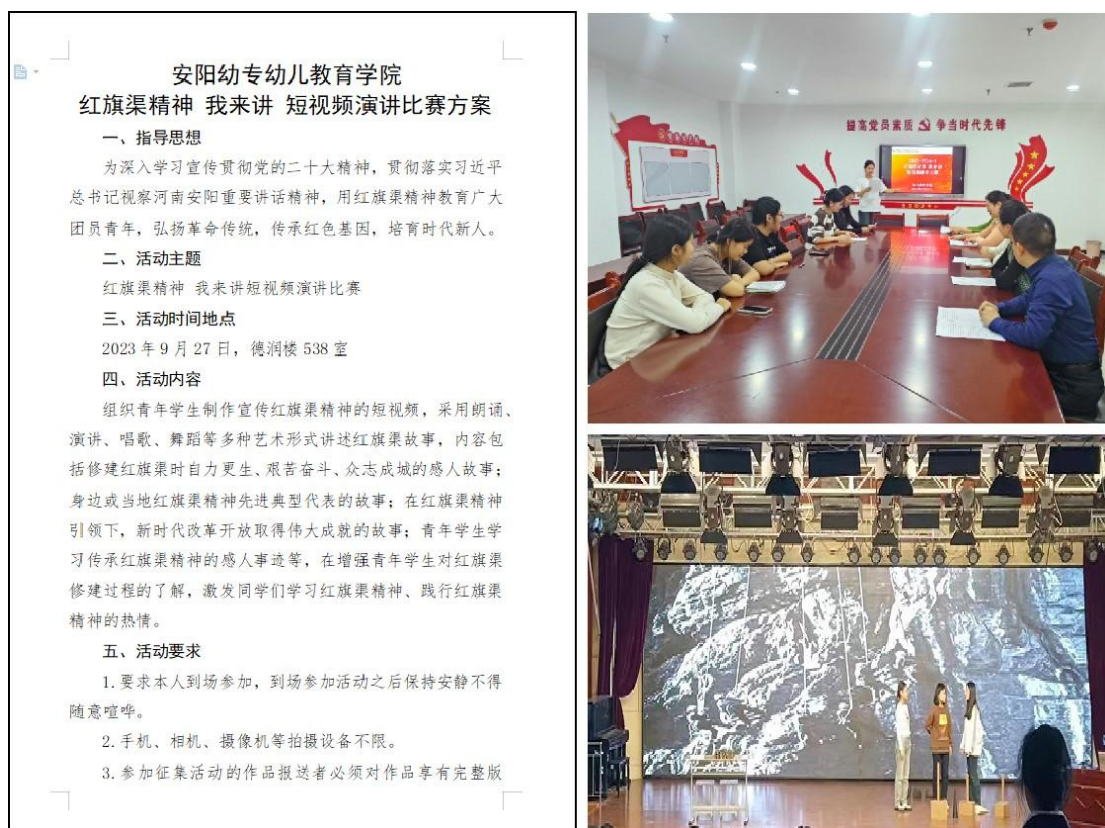 安阳幼专幼儿教育学院
红旗渠精神 我来讲 短视频演讲比赛方案
一、指导思想
为深入学习宣传贯彻党的二十大精神，贯彻落实习近平
总书记视察河南安阳重要讲话精神，用红旗渠精神教育广大
团员青年，弘扬革命传统，传承红色基因，培育时代新人。
二、活动主题
红旗渠精神 我来讲短视频演讲比赛
三、活动时间地点
2023 年 9 月 27 日，德润楼 538 室
四、活动内容
组织青年学生制作宣传红旗渠精神的短视频，采用朗诵、
演讲、唱歌、舞蹈等多种艺术形式讲述红旗渠故事，内容包
括修建红旗渠时自力更生、艰苦奋斗、众志成城的感人故事；
身边或当地红旗渠精神先进典型代表的故事；在红旗渠精神
引领下，新时代改革开放取得伟大成就的故事；青年学生学
习传承红旗渠精神的感人事迹等，在增强青年学生对红旗渠
修建过程的了解，激发同学们学习红旗渠精神、践行红旗渠
精神的热情。
五、活动要求
1.要求本人到场参加，到场参加活动之后保持安静不得
随意喧哗。
2.手机、相机、摄像机等拍摄设备不限。
3.参加征集活动的作品报送者必须对作品享有完整版
提高党员素质 争当时代先锋